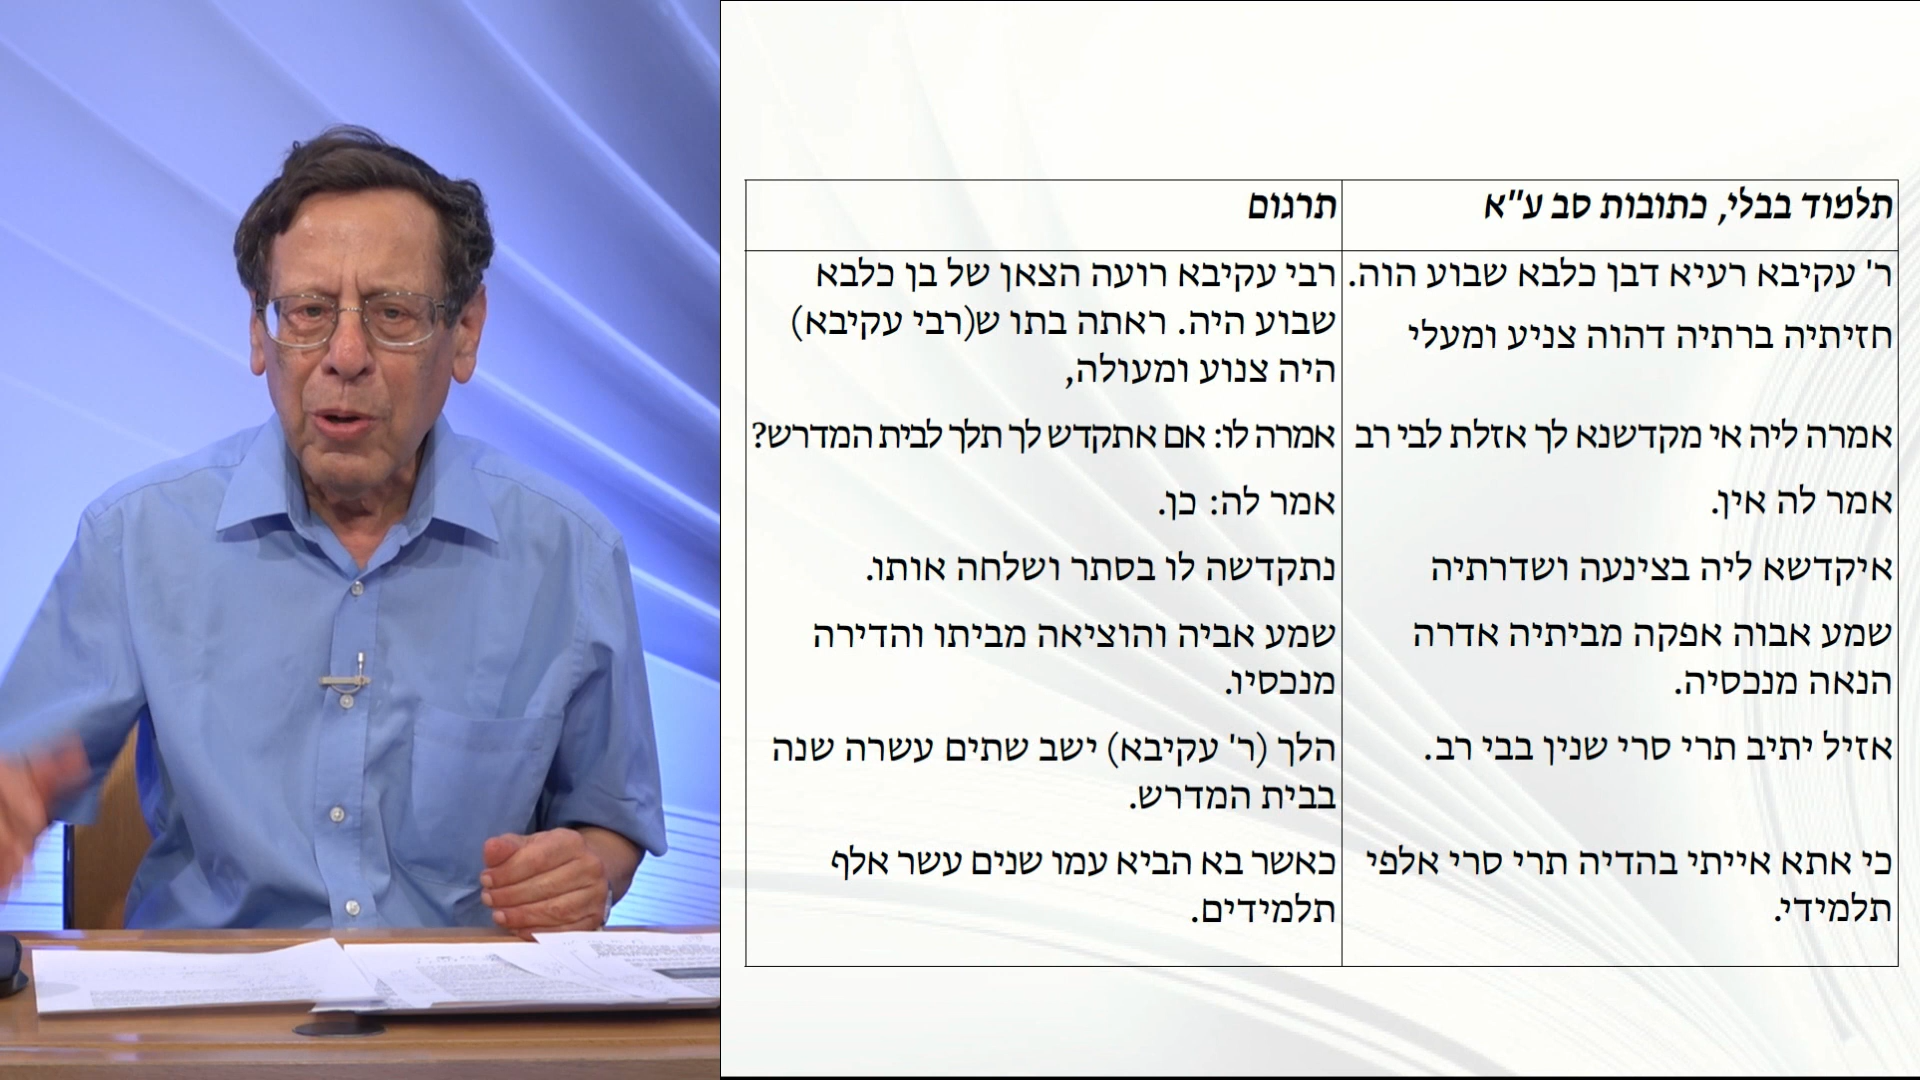 תלמוד בבלי, כתובות סב ע"א
ר' עקיבא רעיא דבן כלבא שבוע הוה.
חזיתיה ברתיה דהוה צניע ומעלי
אמרה ליה אי מקדשנא לך אזלת לבי רב
אמר לה אין.
איקדשא ליה בצינעה ושדרתיה
שמע אבוה אפקה מביתיה אדרה
הנאה מנכסיה.
אזיל יתיב תרי סרי שנין בבי רב.
כי אתא אייתי בהדיה תרי סרי אלפי
תלמידי.
תרגום
רבי עקיבא רועה הצאן של בן כלבא
שבוע היה. ראתה בתו ש(רבי עקיבא)
היה צנוע ומעולה,
אמרה לו: אם אתקדש לך תלך לבית המדרש?
אמר לה: כן.
נתקדשה לו בסתר ושלחה אותו.
שמע אביה והוציאה מביתו והדירה
מנכסיו.
הלך (ר' עקיבא) ישב שתים עשרה שנה
בבית המדרש.
כאשר בא הביא עמו שנים עשר אלף
תלמידים.